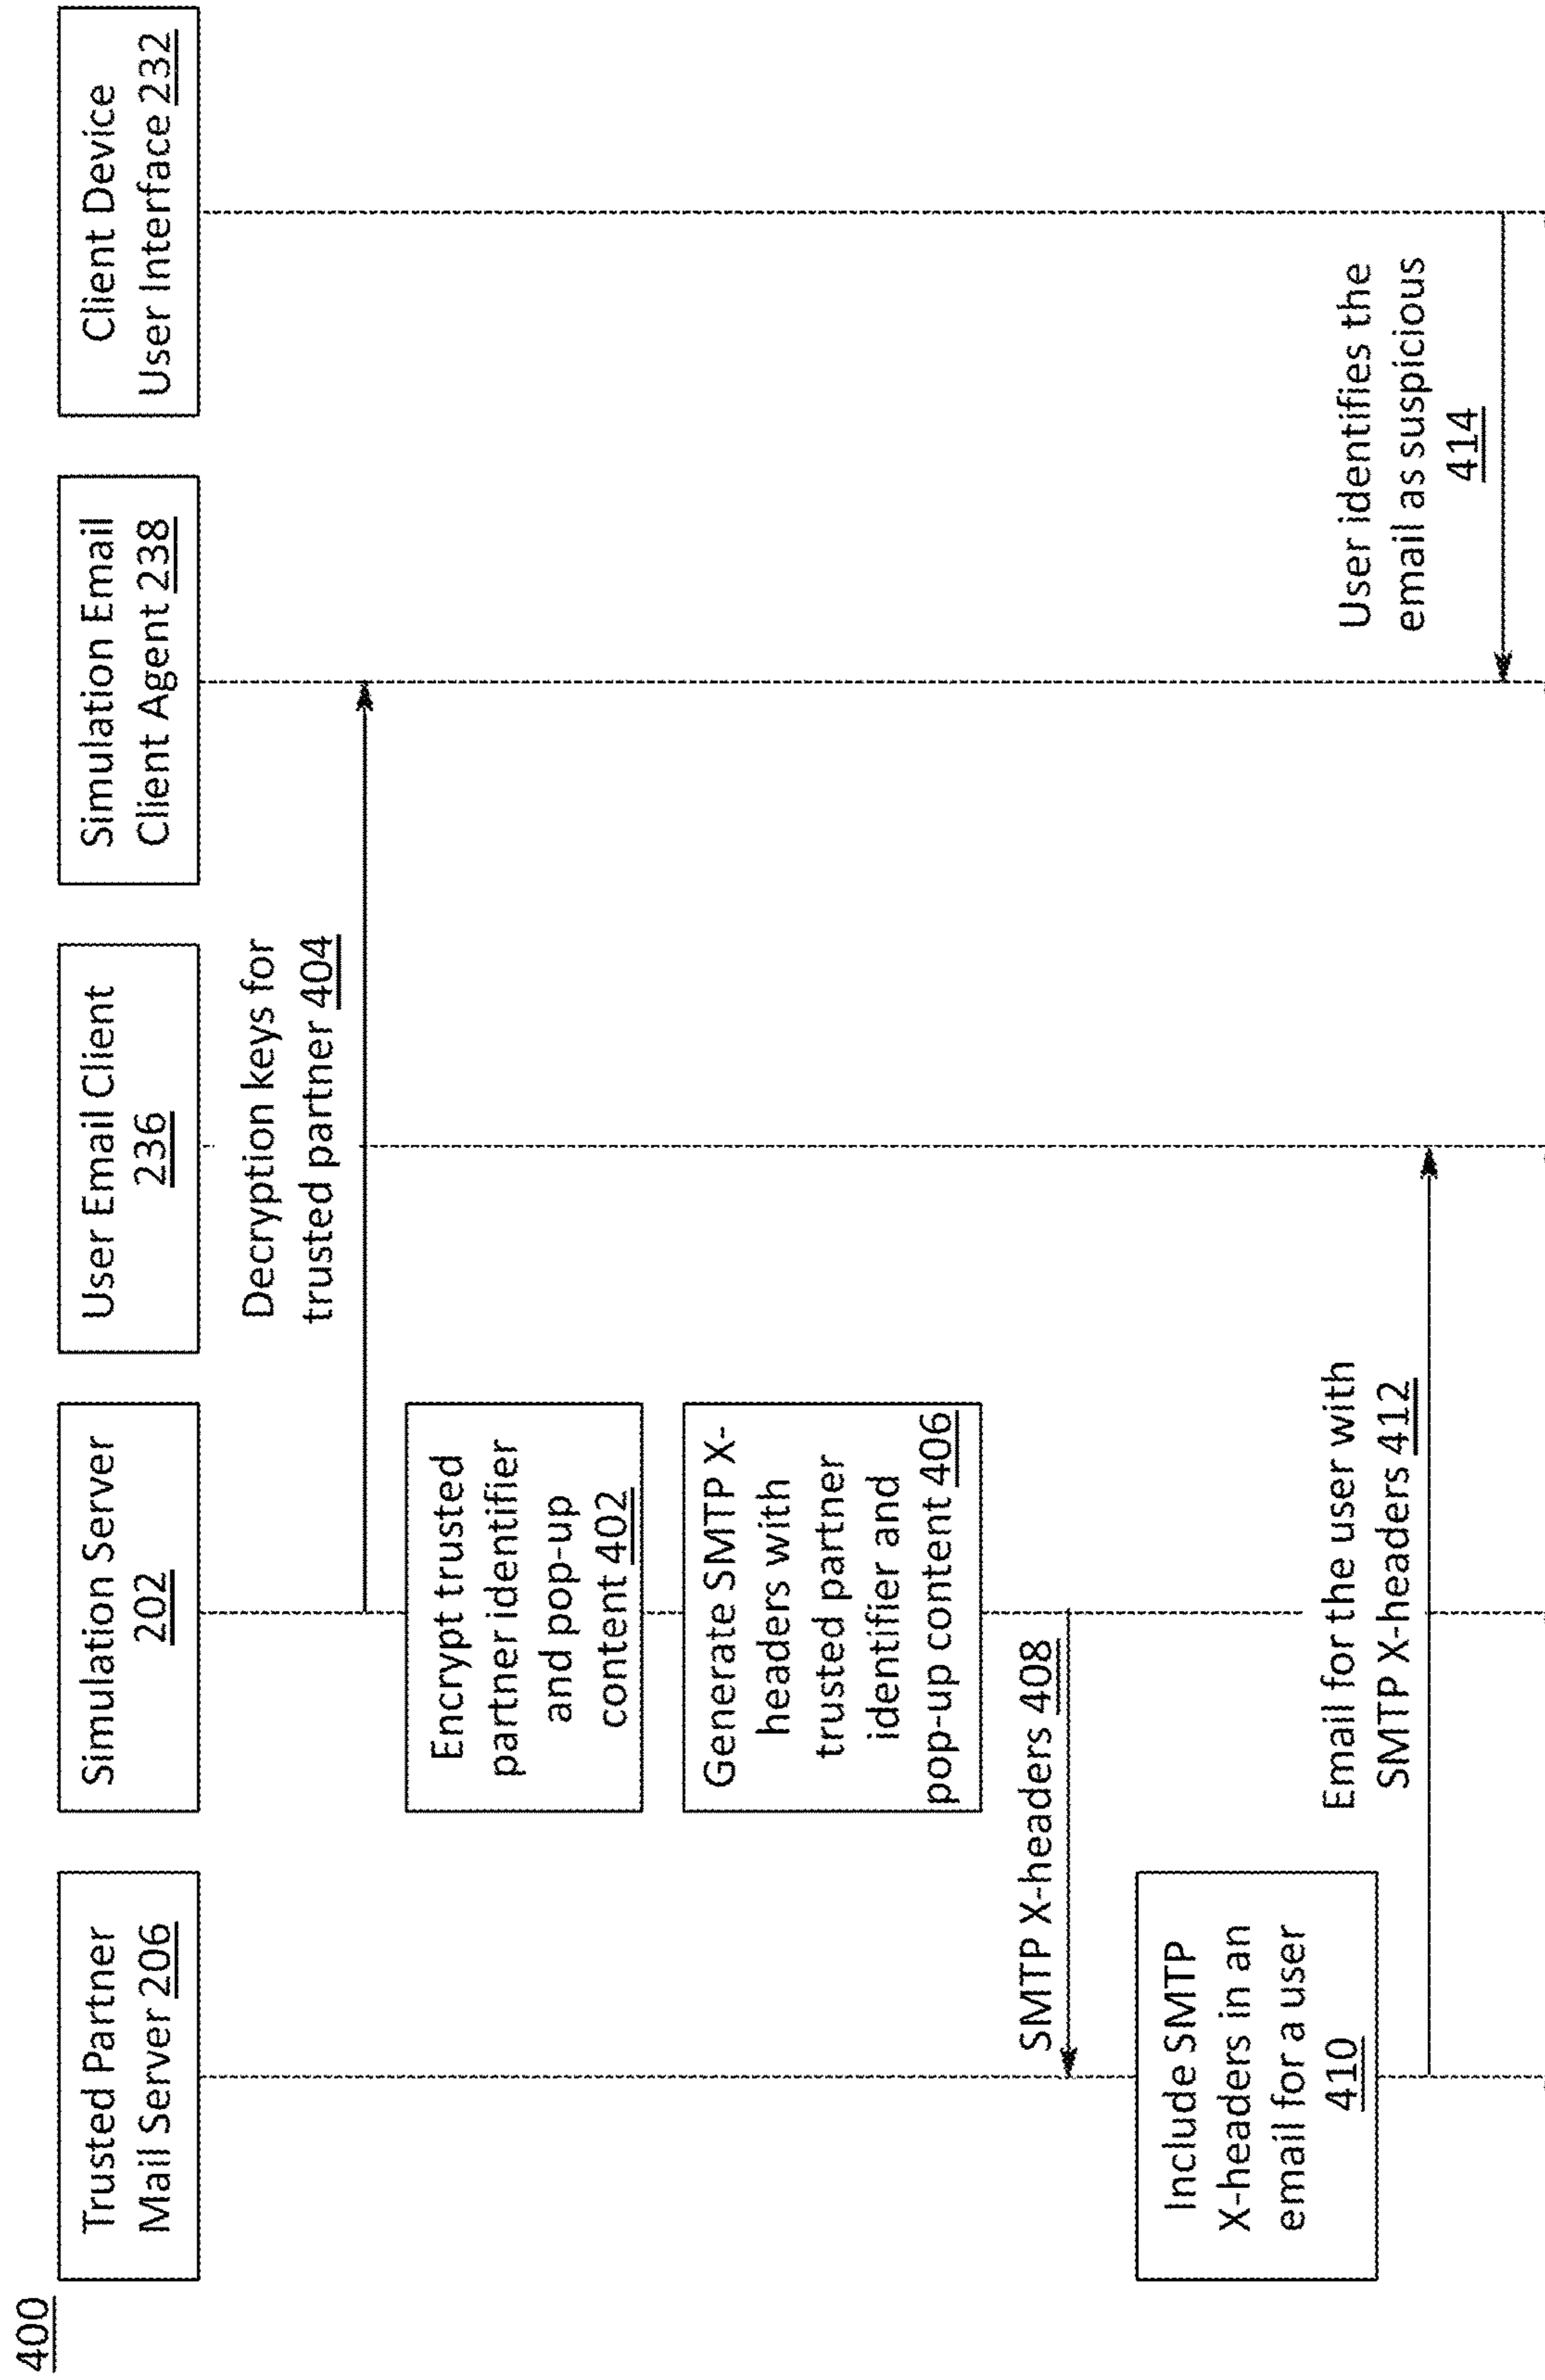 400
Trusted Partner
Mail Server 206
Simulation Server
202
User Email Client
236
Simulation Email
Client Agent 238
Client Device
User Interface 232
Decryption keys for
trusted partner 404
Encrypt trusted
partner identifier
and pop-up
content 402
Generate SMTP X-
headers with
trusted partner
identifier and
pop-up content 406
SMTP X-headers 408
Include SMTP
X-headers in an
email for a user
410
Email for the user with
SMTP X-headers 412
User identifies the
email as suspicious
414